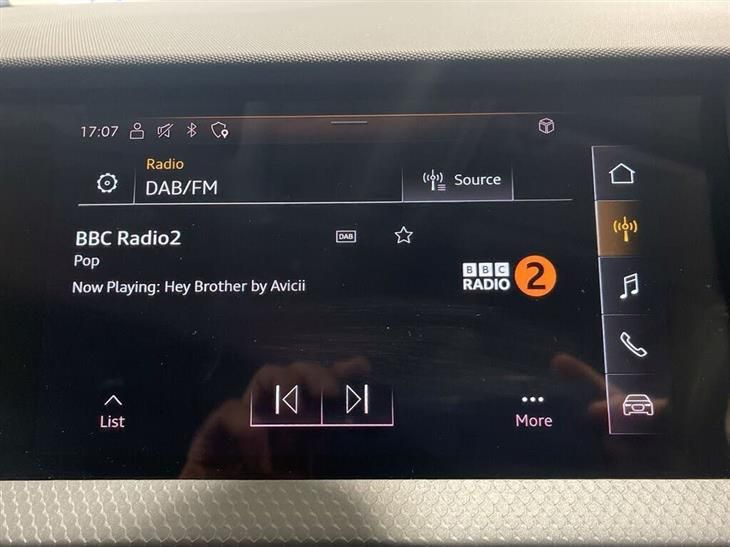 17:07
Radio
DAB/FM
Source
BBC Radio2
DAB
Pop
Now Playing: Hey Brother by Avicii
BBC
RADIO 2
List
More